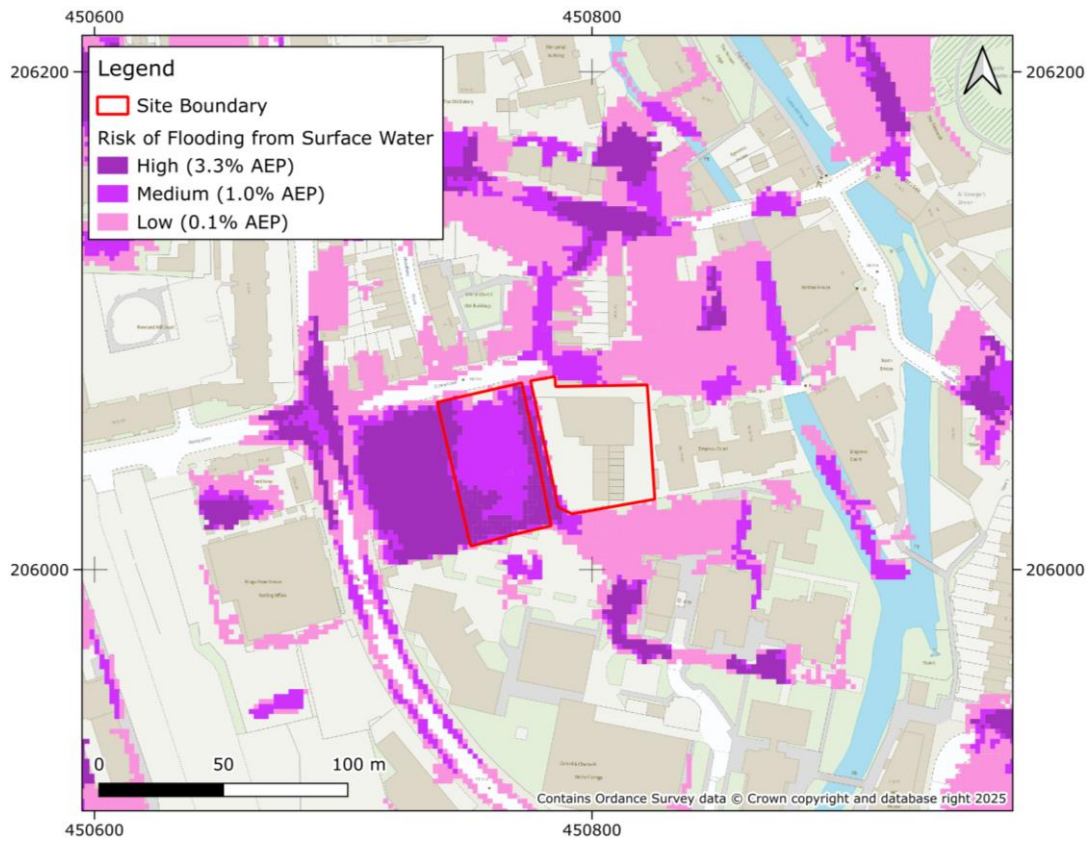 450600
450800
206200
206200
Legend
Site Boundary
Risk of Flooding from Surface Water
High (3.3% AEP)
Medium (1.0% AEP)
Low (0.1% AEP)
206000
206000
0
50
100 m
Contains Ordance Survey data © Crown copyright and database right 2025
450600
450800